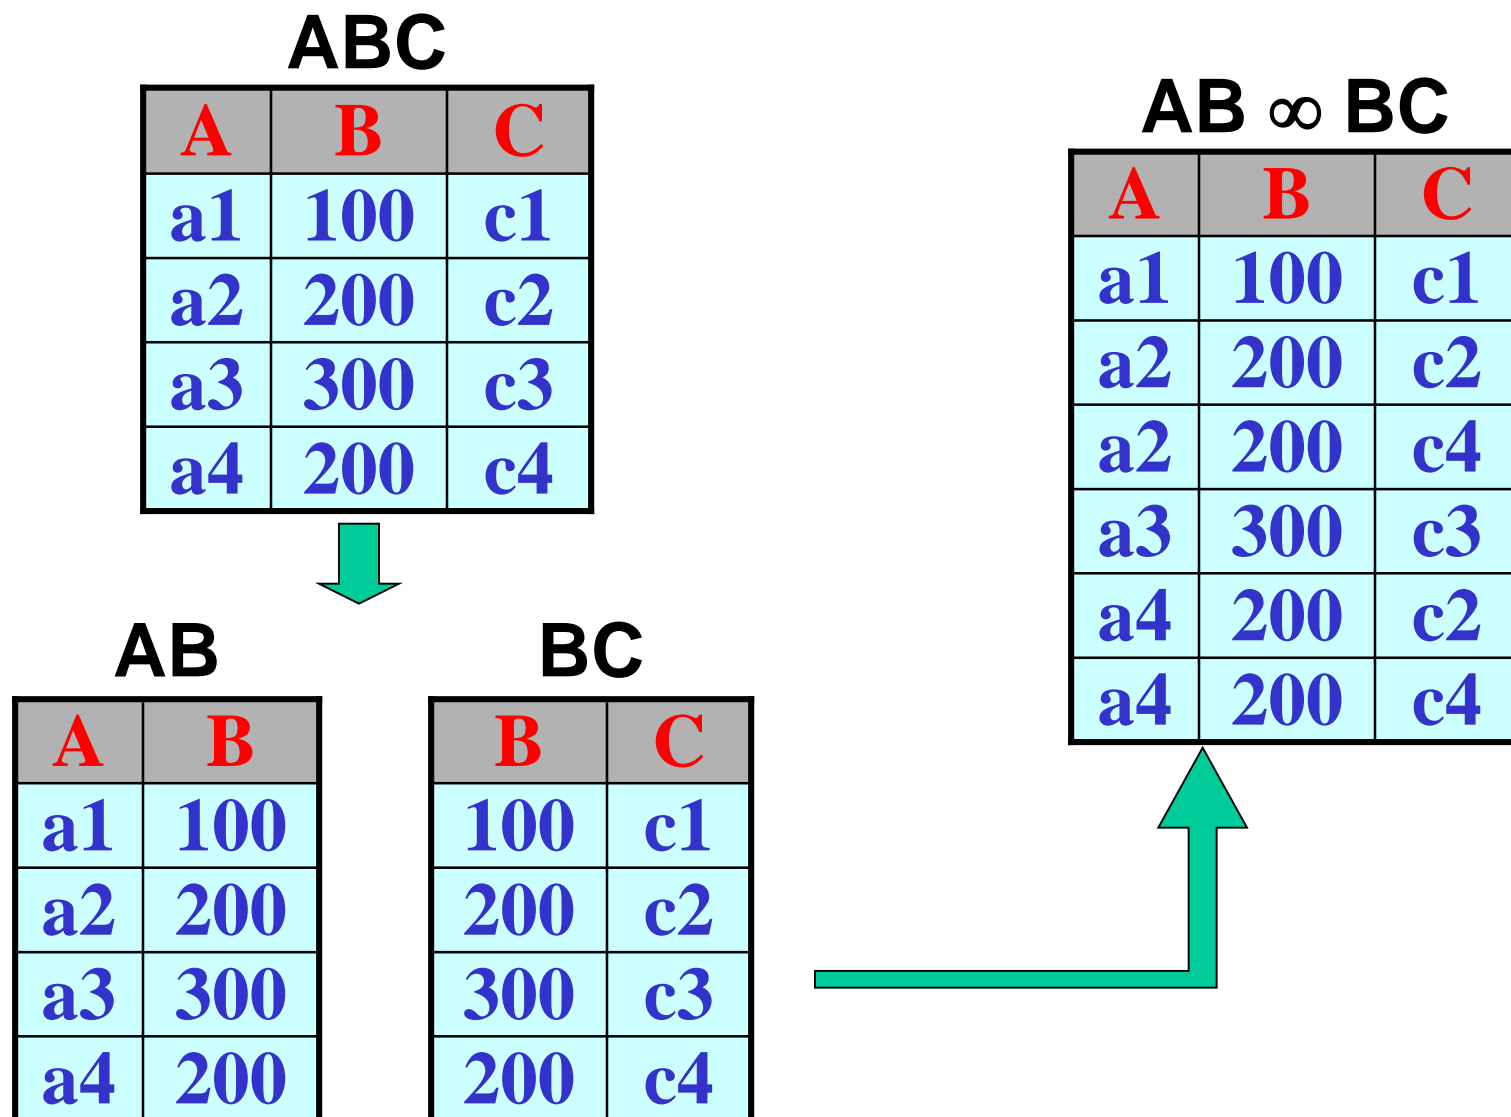 ABC
A B C
a1 100 c1
a2 200 c2
a3 300 c3
a4 200 c4
AB
A B
a1 100
a2 200
a3 300
a4 200
BC
B C
100 c1
200 c2
300 c3
200 c4
AB ∞ BC
A B C
a1 100 c1
a2 200 c2
a2 200 c4
a3 300 c3
a4 200 c2
a4 200 c4